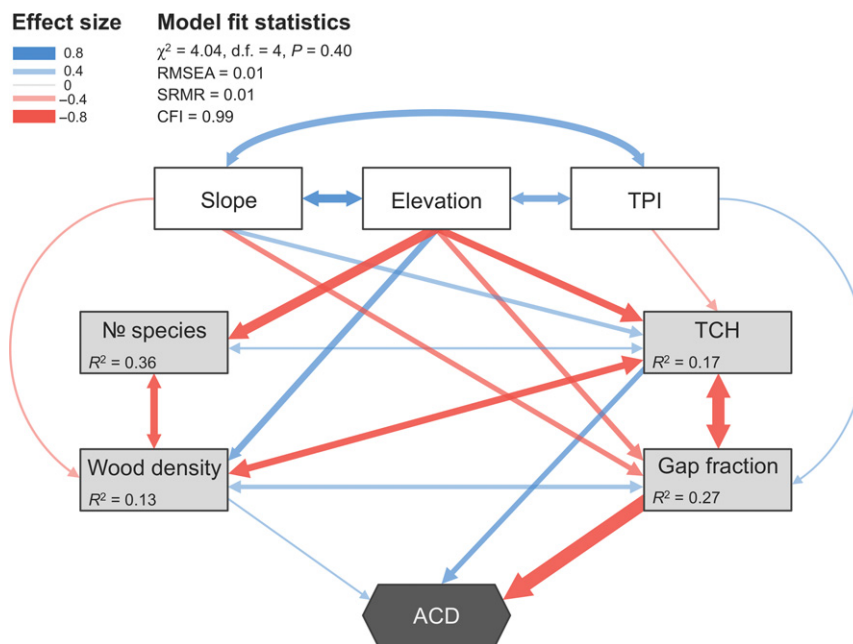 Effect size
0.8
0.4
0
–0.4
–0.8
Model fit statistics
χ² = 4.04, d.f. = 4, P = 0.40
RMSEA = 0.01
SRMR = 0.01
CFI = 0.99
Slope
Elevation
TPI
№ species
R² = 0.36
TCH
R² = 0.17
Wood density
R² = 0.13
Gap fraction
R² = 0.27
ACD